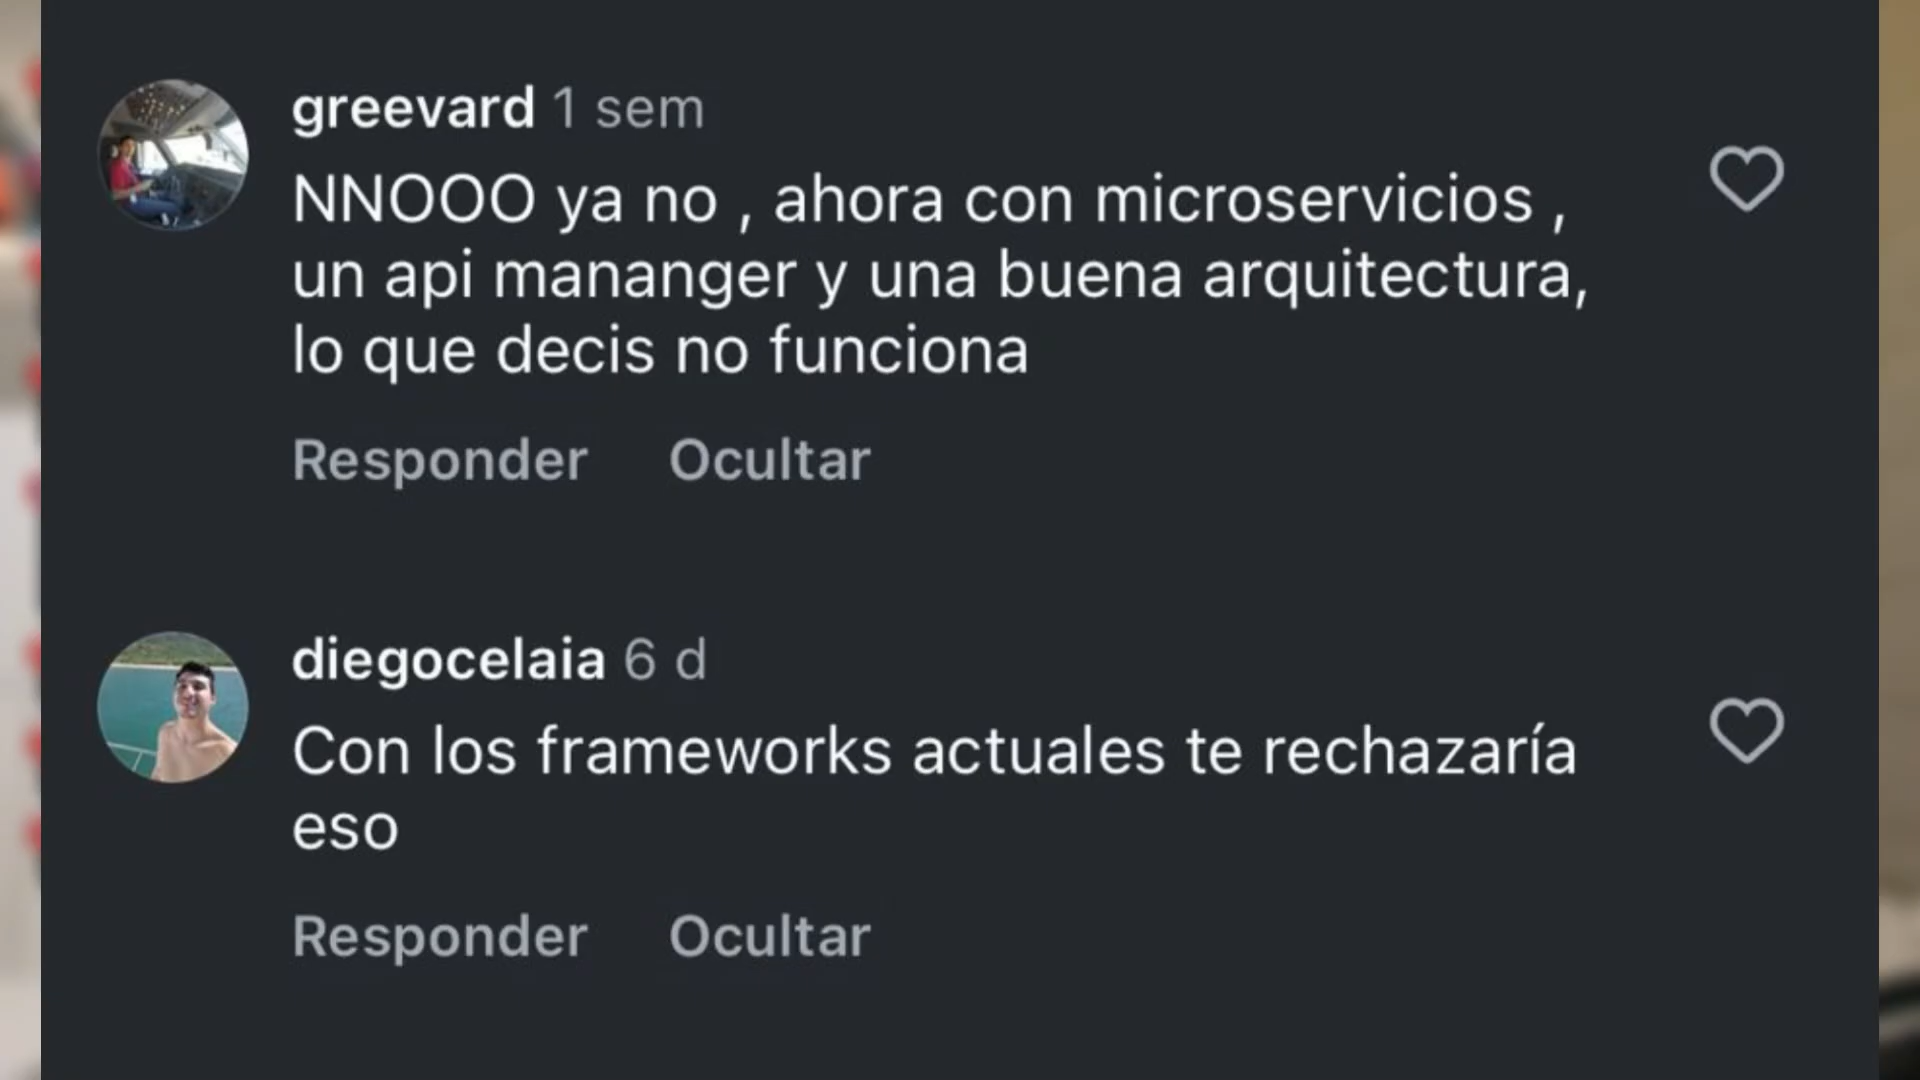 greevard 1 sem
NNOOO ya no , ahora con microservicios ,
un api mananger y una buena arquitectura,
lo que decis no funciona
Responder Ocultar
diegocelaia 6 d
Con los frameworks actuales te rechazaría
eso
Responder Ocultar